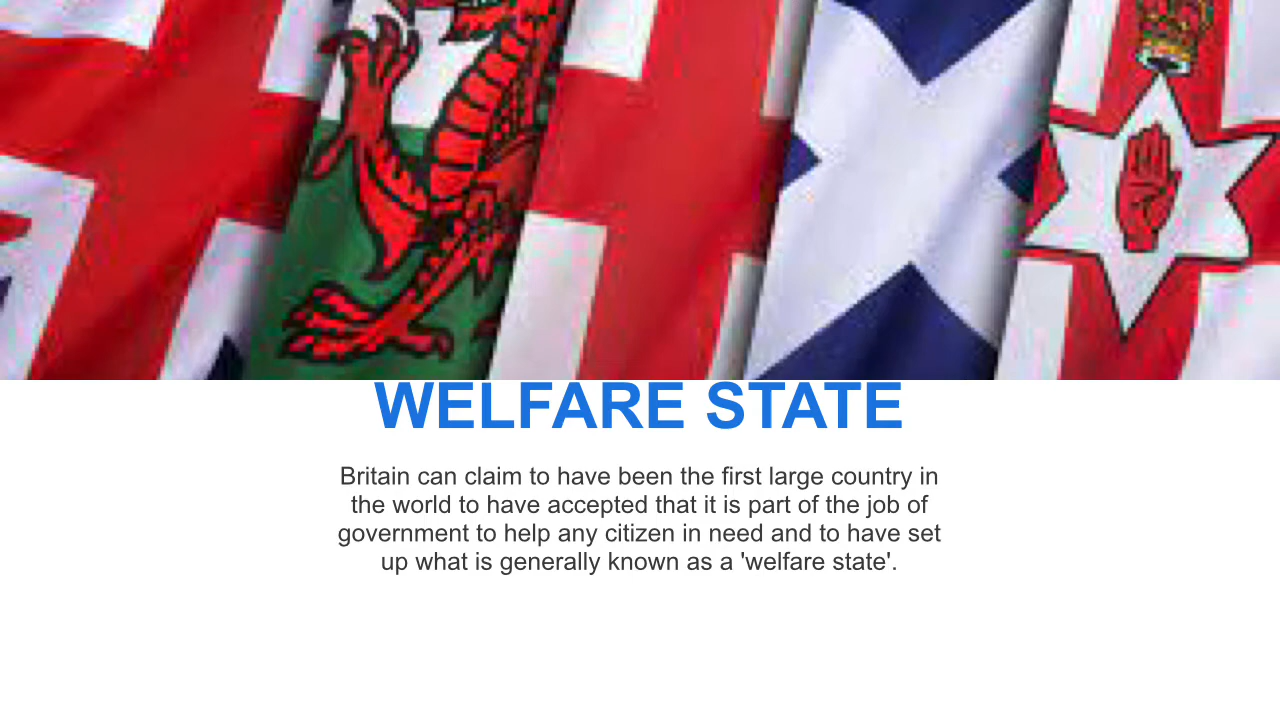 WELFARE STATE
Britain can claim to have been the first large country in
the world to have accepted that it is part of the job of
government to help any citizen in need and to have set
up what is generally known as a 'welfare state'.